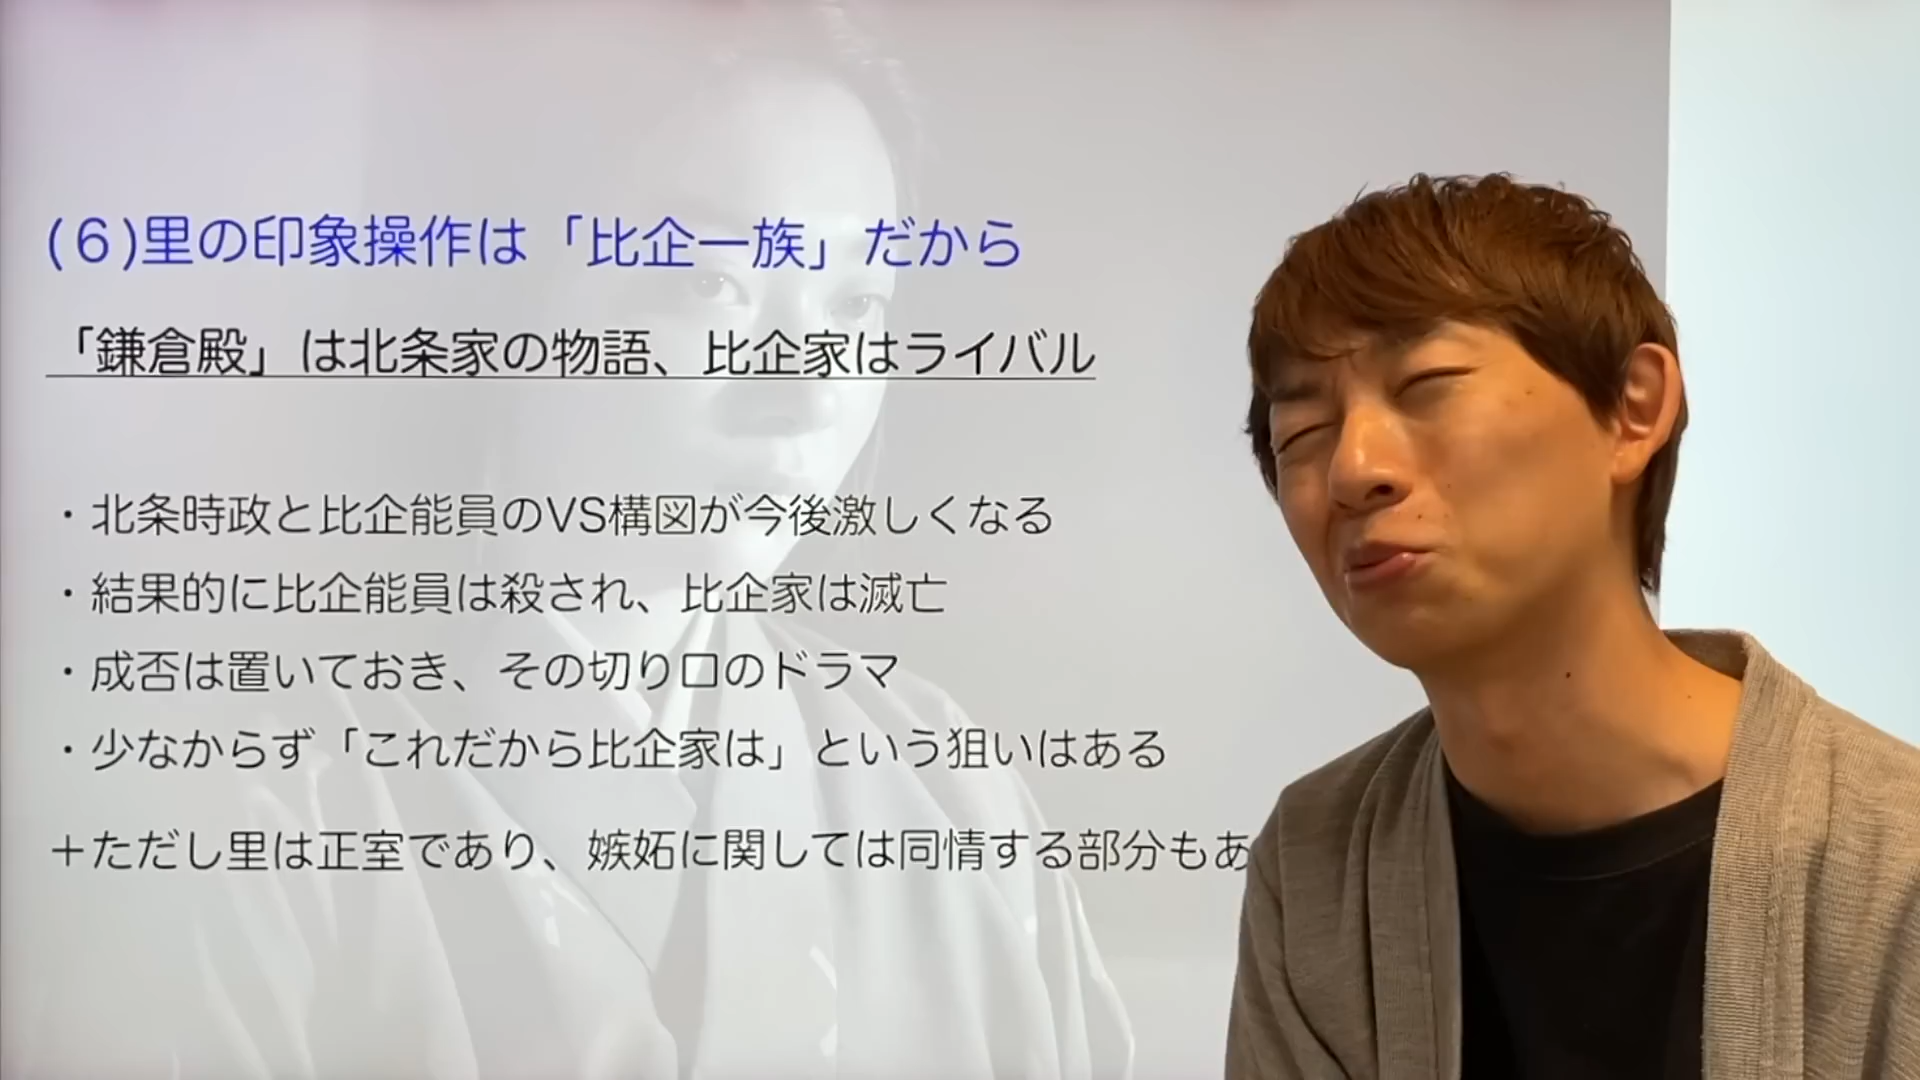 (６)里の印象操作は「比企一族」だから
「鎌倉殿」は北条家の物語、比企家はライバル
・北条時政と比企能員のVS構図が今後激しくなる
・結果的に比企能員は殺され、比企家は滅亡
・成否は置いておき、その切り口のドラマ
・少なからず「これだから比企家は」という狙いはある
＋ただし里は正室であり、嫉妬に関しては同情する部分もあ